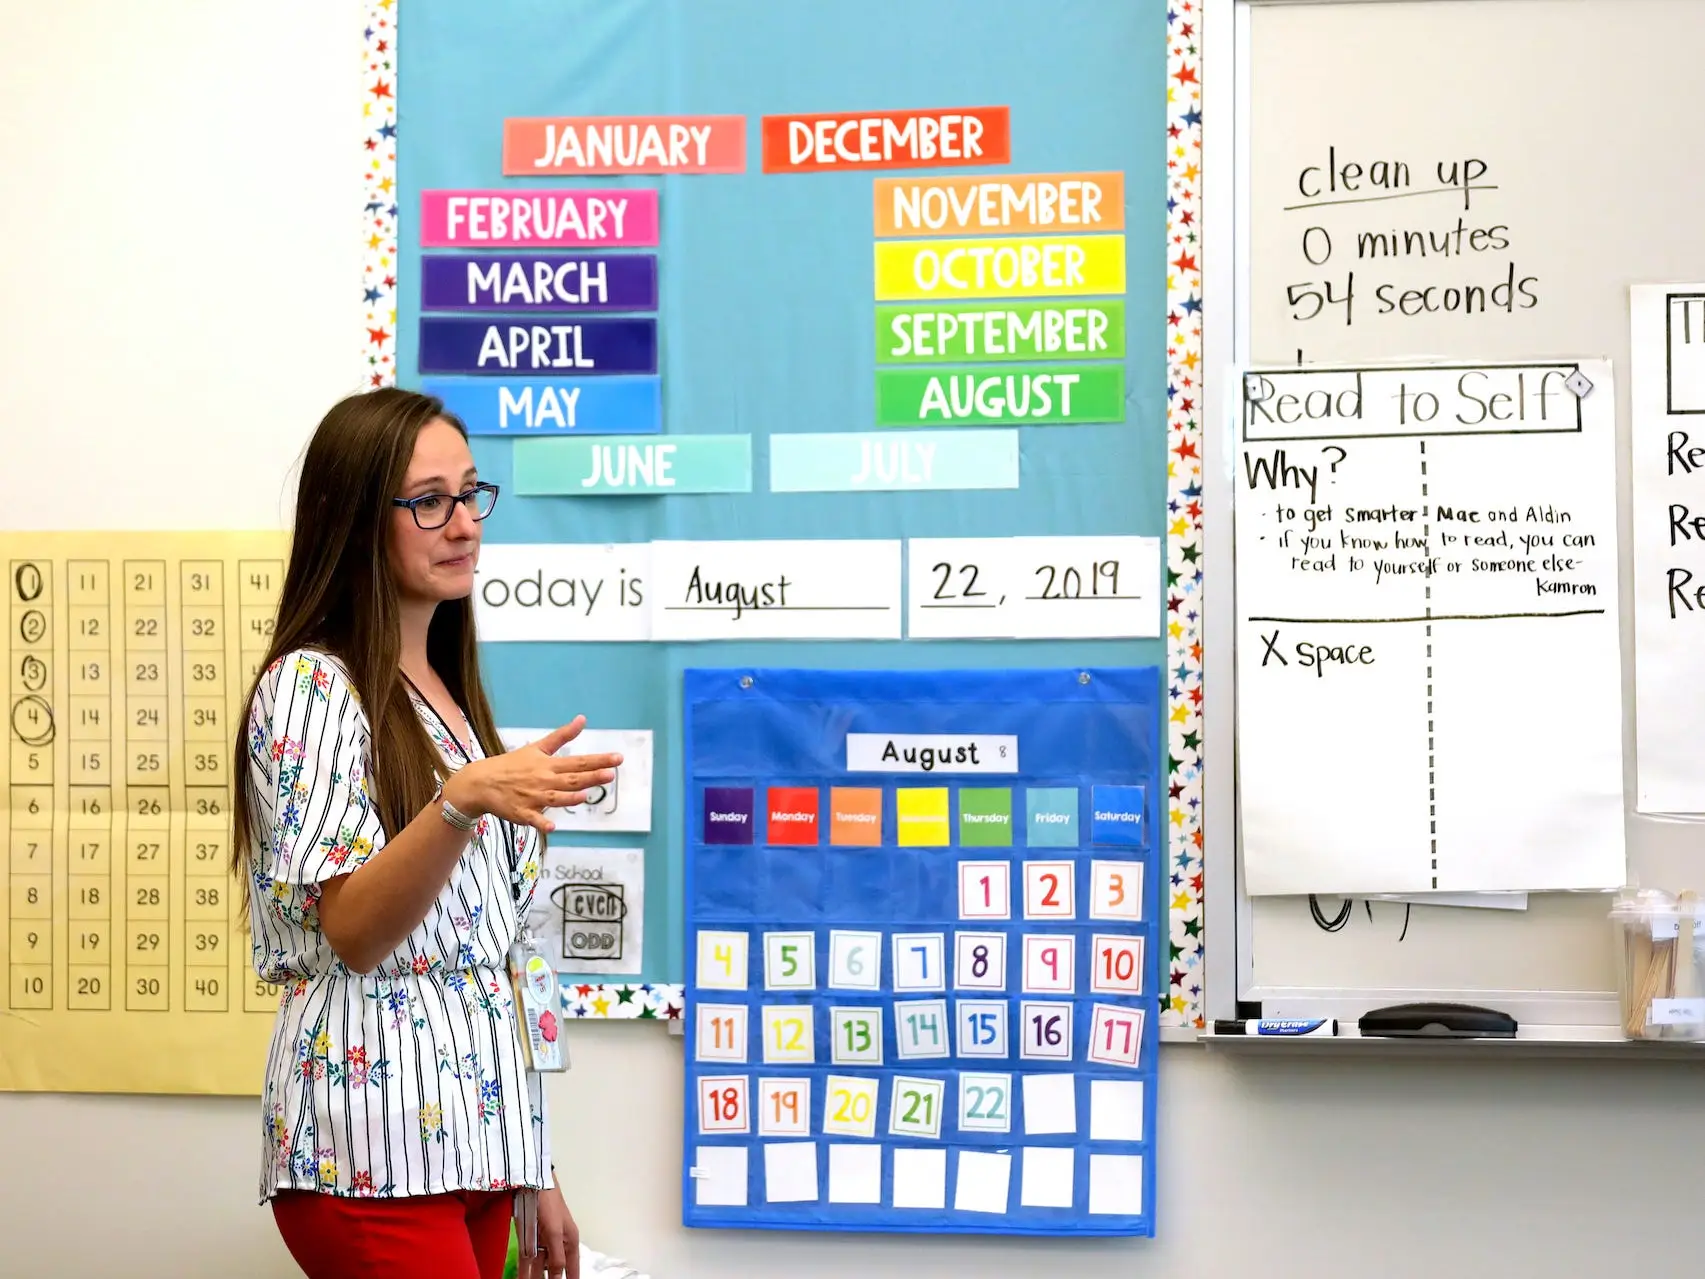 JANUARY
DECEMBER
FEBRUARY
NOVEMBER
MARCH
OCTOBER
APRIL
SEPTEMBER
MAY
AUGUST
JUNE
JULY
oday is August 22, 2019
August 8
Sunday Monday Tuesday Thursday Friday Saturday
1 2 3
4 5 6 7 8 9 10
11 12 13 14 15 16 17
18 19 20 21 22
n School
even
ODD
1 11 21 31 41
2 12 22 32 42
3 13 23 33
4 14 24 34
5 15 25 35
6 16 26 36
7 17 27 37
8 18 28 38
9 19 29 39
10 20 30 40 50
clean up
0 minutes
54 seconds
Read to Self
Why?
· to get smarter Mac and Aldin
· if you know how to read, you can
read to yourself or someone else-
Kamron
X space
Re
Re
Re
Dry Erase